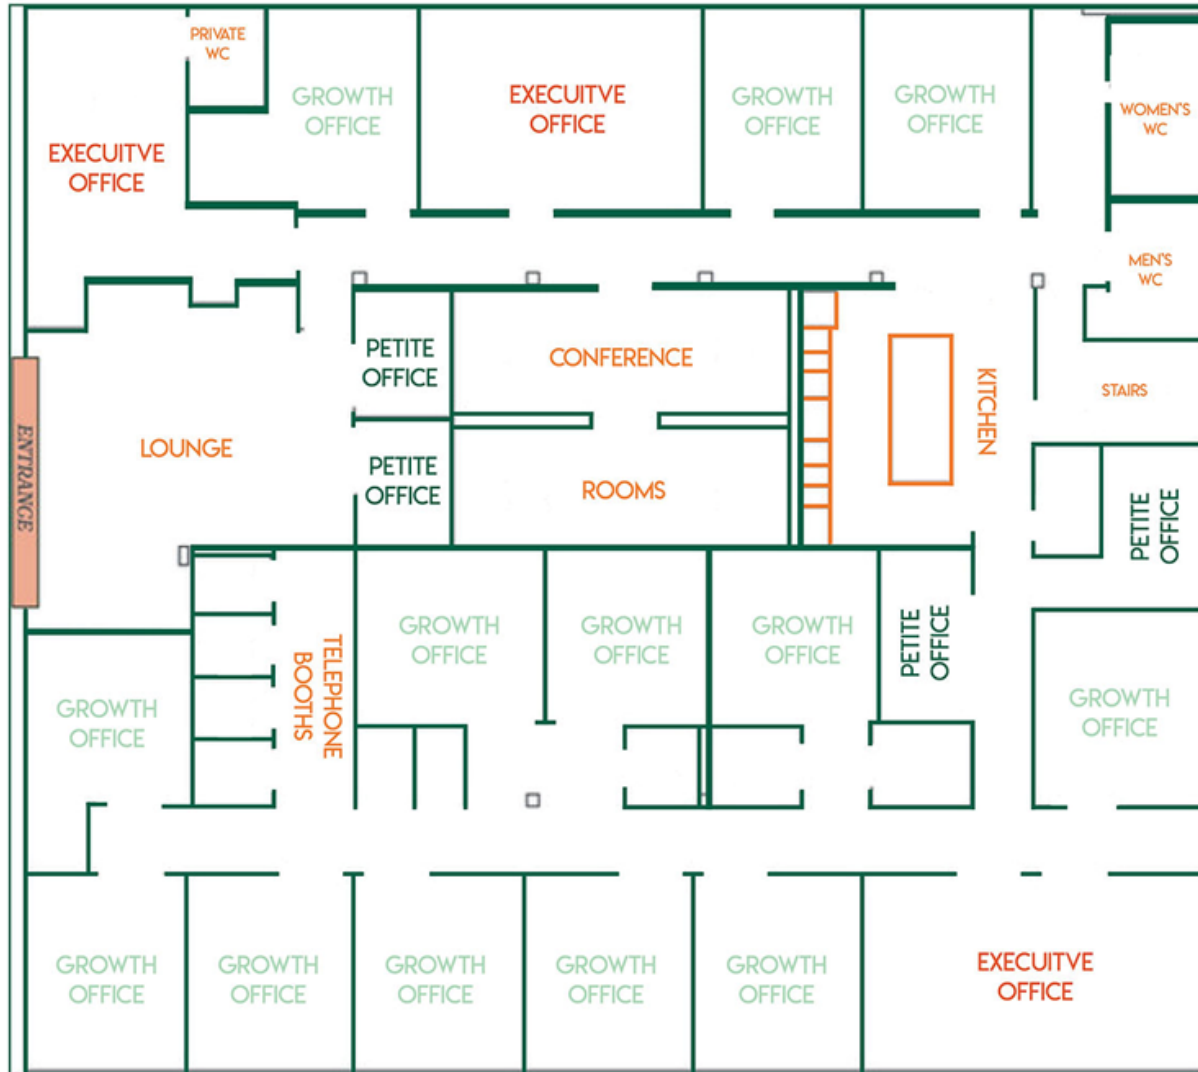 PRIVATE
WC
GROWTH
OFFICE
EXECUITVE
OFFICE
GROWTH
OFFICE
GROWTH
OFFICE
WOMEN'S
WC
EXECUITVE
OFFICE
MEN'S
WC
PETITE
OFFICE
CONFERENCE
KITCHEN
STAIRS
ENTRANCE
LOUNGE
PETITE
OFFICE
ROOMS
PETITE
OFFICE
GROWTH
OFFICE
GROWTH
OFFICE
GROWTH
OFFICE
PETITE
OFFICE
TELEPHONE
BOOTHS
GROWTH
OFFICE
GROWTH
OFFICE
GROWTH
OFFICE
GROWTH
OFFICE
GROWTH
OFFICE
GROWTH
OFFICE
GROWTH
OFFICE
EXECUITVE
OFFICE